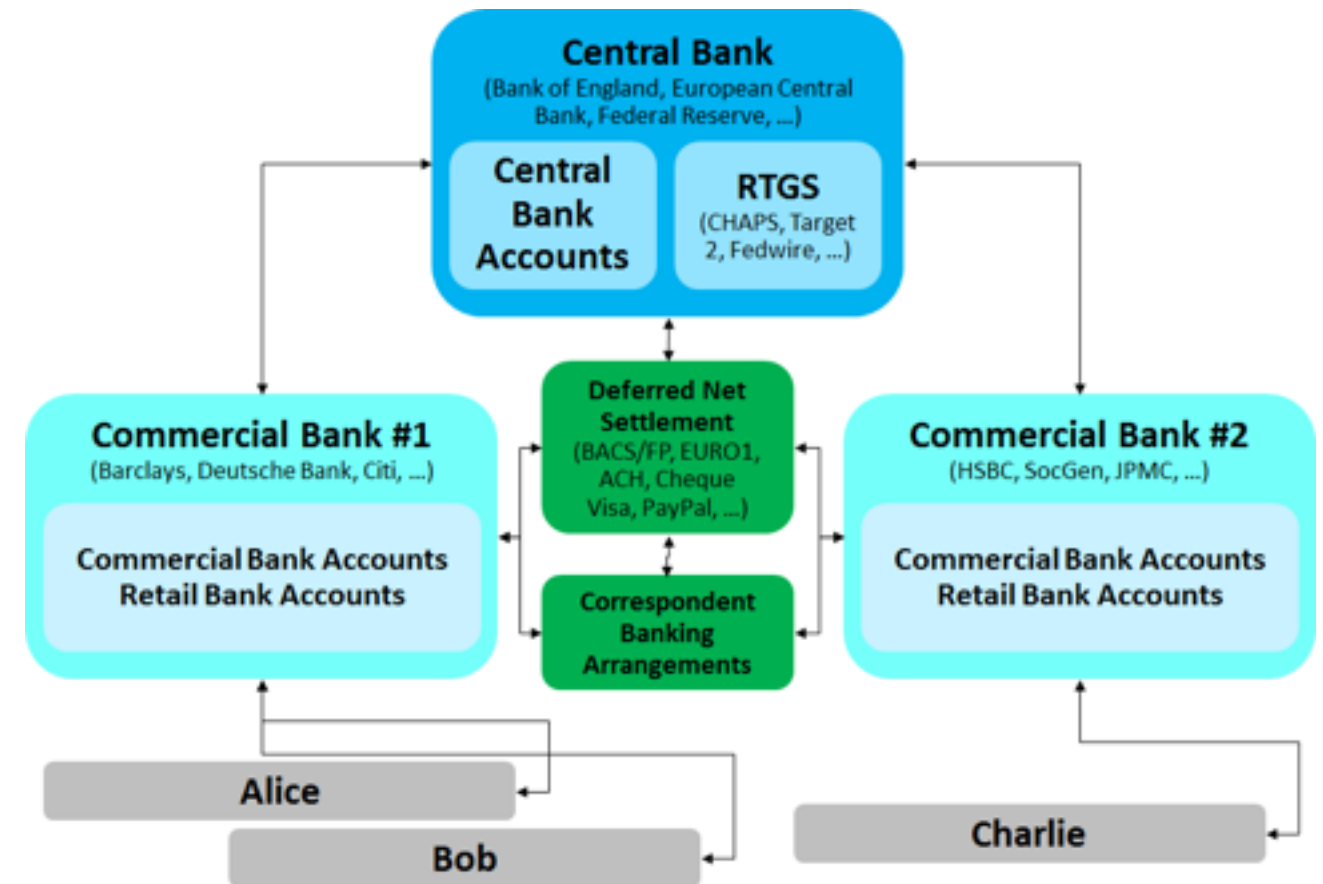 Central Bank
(Bank of England, European Central
Bank, Federal Reserve, ...)
Central
Bank
Accounts
RTGS
(CHAPS, Target
2, Fedwire, ...)
Deferred Net
Settlement
(BACS/FP, EURO1,
ACH, Cheque
Visa, PayPal, ...)
Commercial Bank #1
(Barclays, Deutsche Bank, Citi, ...)
Commercial Bank Accounts
Retail Bank Accounts
Commercial Bank #2
(HSBC, SocGen, JPMC, ...)
Commercial Bank Accounts
Retail Bank Accounts
Correspondent
Banking
Arrangements
Alice
Bob
Charlie